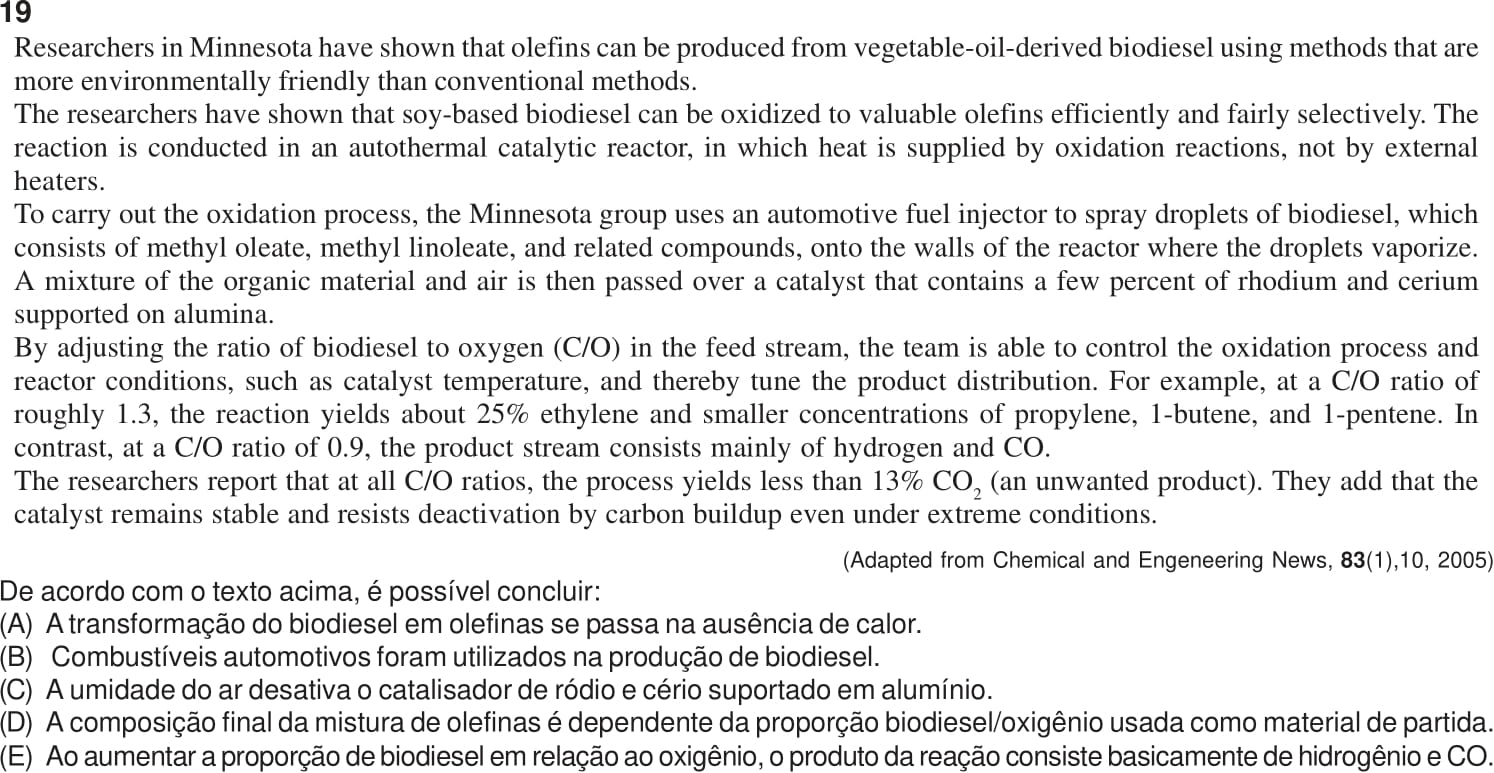 19
Researchers in Minnesota have shown that olefins can be produced from vegetable-oil-derived biodiesel using methods that are
more environmentally friendly than conventional methods.
The researchers have shown that soy-based biodiesel can be oxidized to valuable olefins efficiently and fairly selectively. The
reaction is conducted in an autothermal catalytic reactor, in which heat is supplied by oxidation reactions, not by external
heaters.
To carry out the oxidation process, the Minnesota group uses an automotive fuel injector to spray droplets of biodiesel, which
consists of methyl oleate, methyl linoleate, and related compounds, onto the walls of the reactor where the droplets vaporize.
A mixture of the organic material and air is then passed over a catalyst that contains a few percent of rhodium and cerium
supported on alumina.
By adjusting the ratio of biodiesel to oxygen (C/O) in the feed stream, the team is able to control the oxidation process and
reactor conditions, such as catalyst temperature, and thereby tune the product distribution. For example, at a C/O ratio of
roughly 1.3, the reaction yields about 25% ethylene and smaller concentrations of propylene, 1-butene, and 1-pentene. In
contrast, at a C/O ratio of 0.9, the product stream consists mainly of hydrogen and CO.
The researchers report that at all C/O ratios, the process yields less than 13% CO₂ (an unwanted product). They add that the
catalyst remains stable and resists deactivation by carbon buildup even under extreme conditions.
(Adapted from Chemical and Engeneering News, 83(1),10, 2005)
De acordo com o texto acima, é possível concluir:
(A) A transformação do biodiesel em olefinas se passa na ausência de calor.
(B) Combustíveis automotivos foram utilizados na produção de biodiesel.
(C) A umidade do ar desativa o catalisador de ródio e cério suportado em alumínio.
(D) A composição final da mistura de olefinas é dependente da proporção biodiesel/oxigênio usada como material de partida.
(E) Ao aumentar a proporção de biodiesel em relação ao oxigênio, o produto da reação consiste basicamente de hidrogênio e CO.